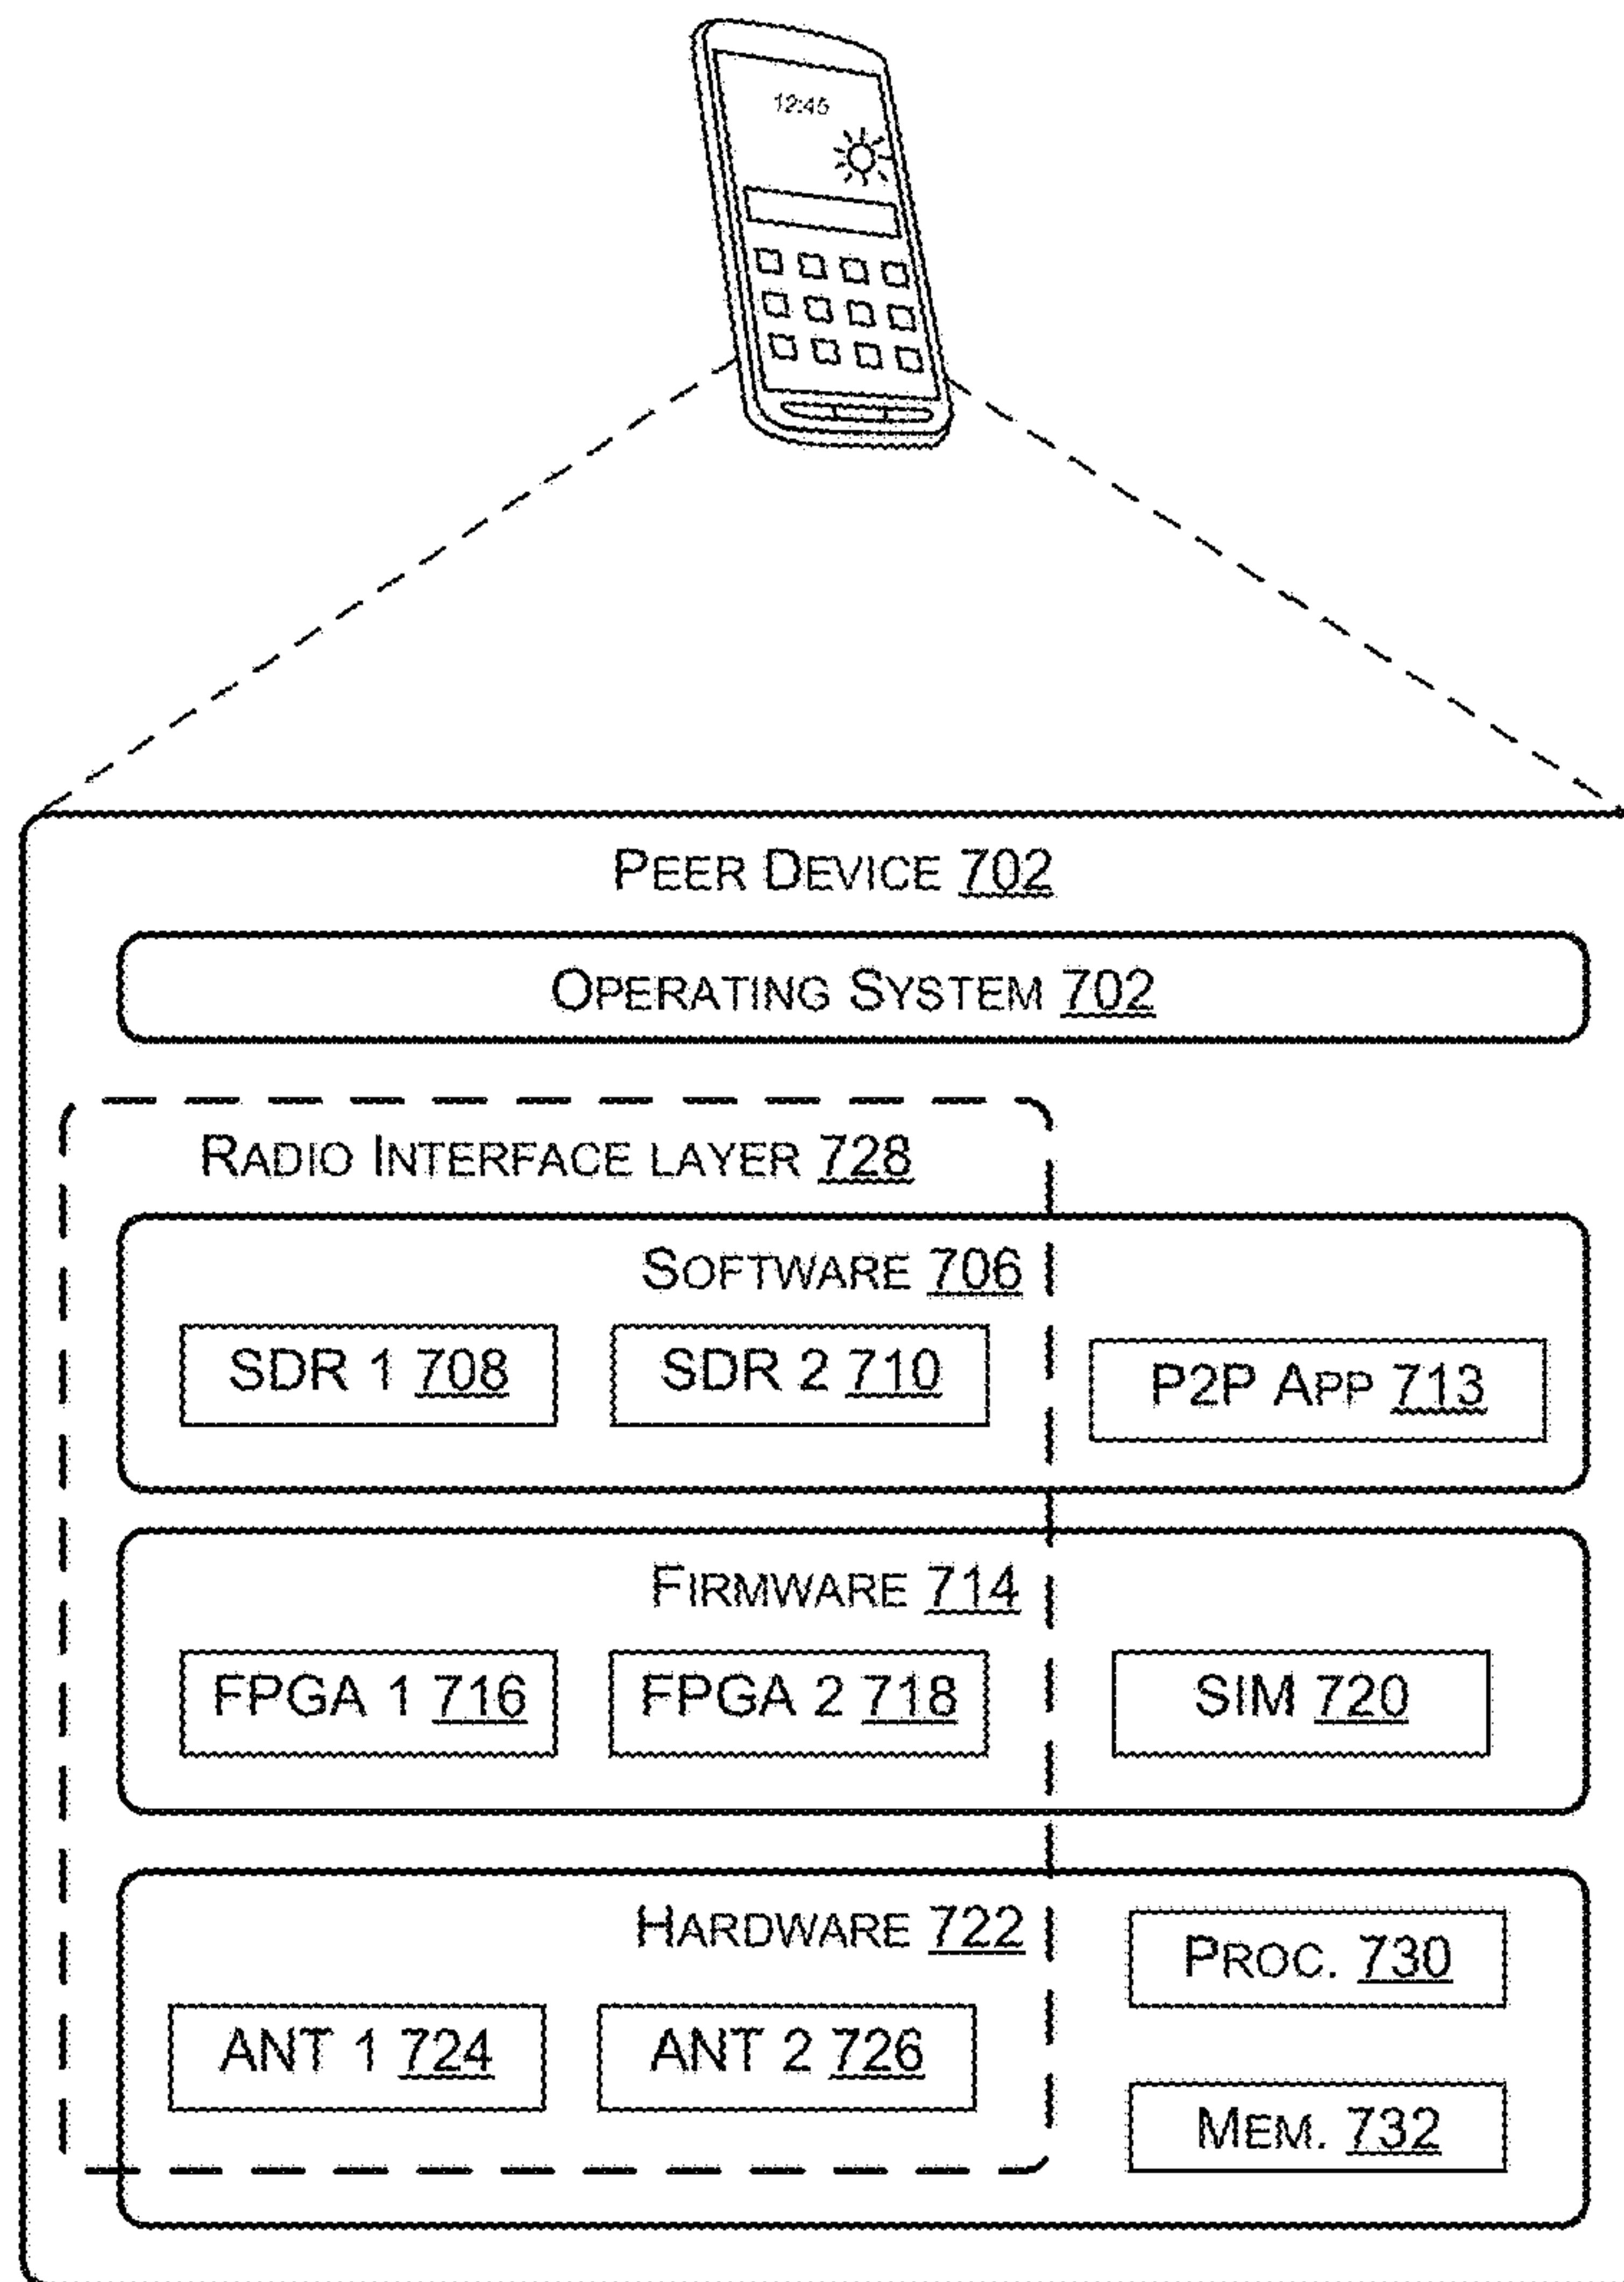 12:45
PEER DEVICE 702
OPERATING SYSTEM 702
RADIO INTERFACE LAYER 728
SOFTWARE 706
SDR 1 708
SDR 2 710
P2P APP 713
FIRMWARE 714
FPGA 1 716
FPGA 2 718
SIM 720
HARDWARE 722
PROC. 730
ANT 1 724
ANT 2 726
MEM. 732